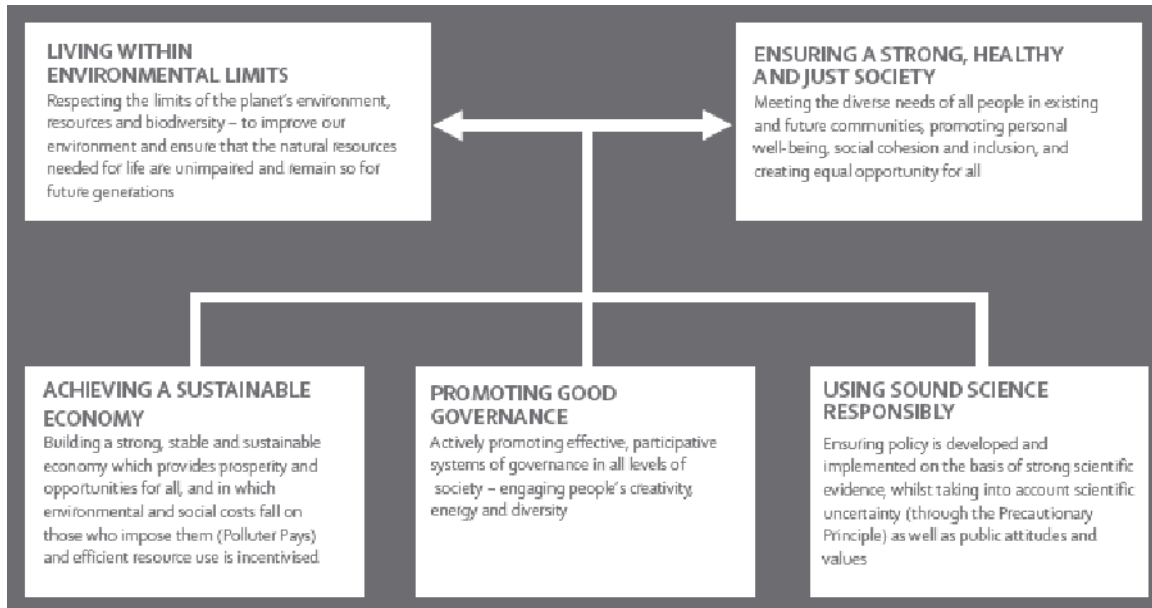 LIVING WITHIN
ENVIRONMENTAL LIMITS
Respecting the limits of the planet's environment,
resources and biodiversity – to improve our
environment and ensure that the natural resources
needed for life are unimpaired and remain so for
future generations
ENSURING A STRONG, HEALTHY
AND JUST SOCIETY
Meeting the diverse needs of all people in existing
and future communities, promoting personal
well-being, social cohesion and inclusion, and
creating equal opportunity for all
ACHIEVING A SUSTAINABLE
ECONOMY
Building a strong, stable and sustainable
economy which provides prosperity and
opportunities for all, and in which
environmental and social costs fall on
those who impose them (Polluter Pays)
and efficient resource use is incentivised
PROMOTING GOOD
GOVERNANCE
Actively promoting effective, participative
systems of governance in all levels of
society – engaging people's creativity,
energy and diversity
USING SOUND SCIENCE
RESPONSIBLY
Ensuring policy is developed and
implemented on the basis of strong scientific
evidence, whilst taking into account scientific
uncertainty (through the Precautionary
Principle) as well as public attitudes and
values